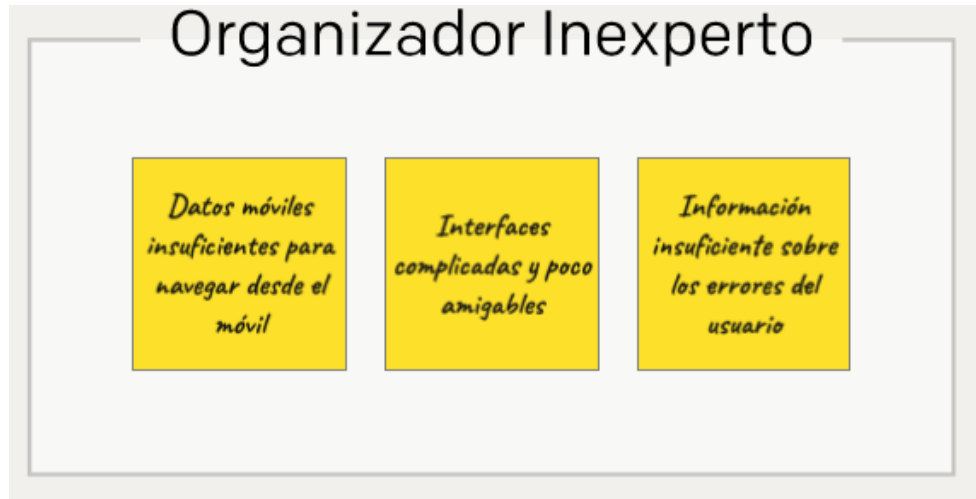 Organizador Inexperto
Datos móviles
insuficientes para
navegar desde el
móvil
Interfaces
complicadas y poco
amigables
Información
insuficiente sobre
los errores del
usuario